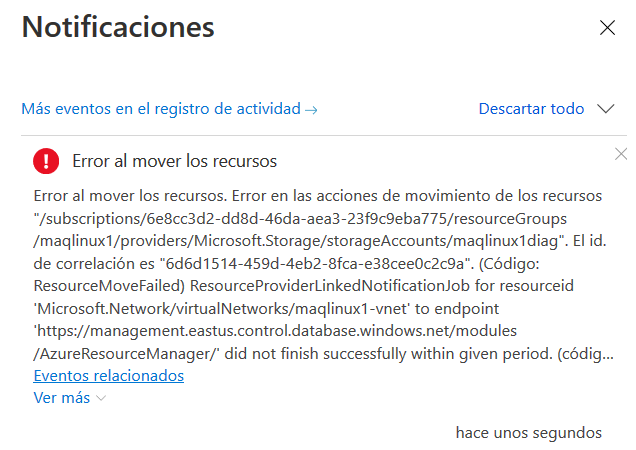 Notificaciones
Más eventos en el registro de actividad →
Descartar todo
Error al mover los recursos
Error al mover los recursos. Error en las acciones de movimiento de los recursos
"/subscriptions/6e8cc3d2-dd8d-46da-aea3-23f9c9eba775/resourceGroups
/maqlinux1/providers/Microsoft.Storage/storageAccounts/maqlinux1diag". El id.
de correlación es "6d6d1514-459d-4eb2-8fca-e38cee0c2c9a". (Código:
ResourceMoveFailed) ResourceProviderLinkedNotificationJob for resourceid
'Microsoft.Network/virtualNetworks/maqlinux1-vnet' to endpoint
'https://management.eastus.control.database.windows.net/modules
/AzureResourceManager/' did not finish successfully within given period. (códig...
Eventos relacionados
Ver más
hace unos segundos